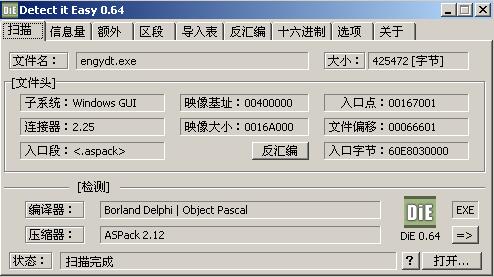 DiE Detect it Easy 0.64
扫描 信息量 额外 区段 导入表 反汇编 十六进制 选项 关于
文件名: engydt.exe 大小: 425472 [字节]
[文件头]
子系统: Windows GUI 映像基址: 00400000 入口点: 00167001
连接器: 2.25 映像大小: 0016A000 文件偏移: 00066601
入口段: <.aspack> 反汇编 入口字节: 60E8030000
[检测]
编译器: Borland Delphi | Object Pascal DiE EXE
压缩器: ASPack 2.12 DiE 0.64 =>
状态: 扫描完成 ? 打开...